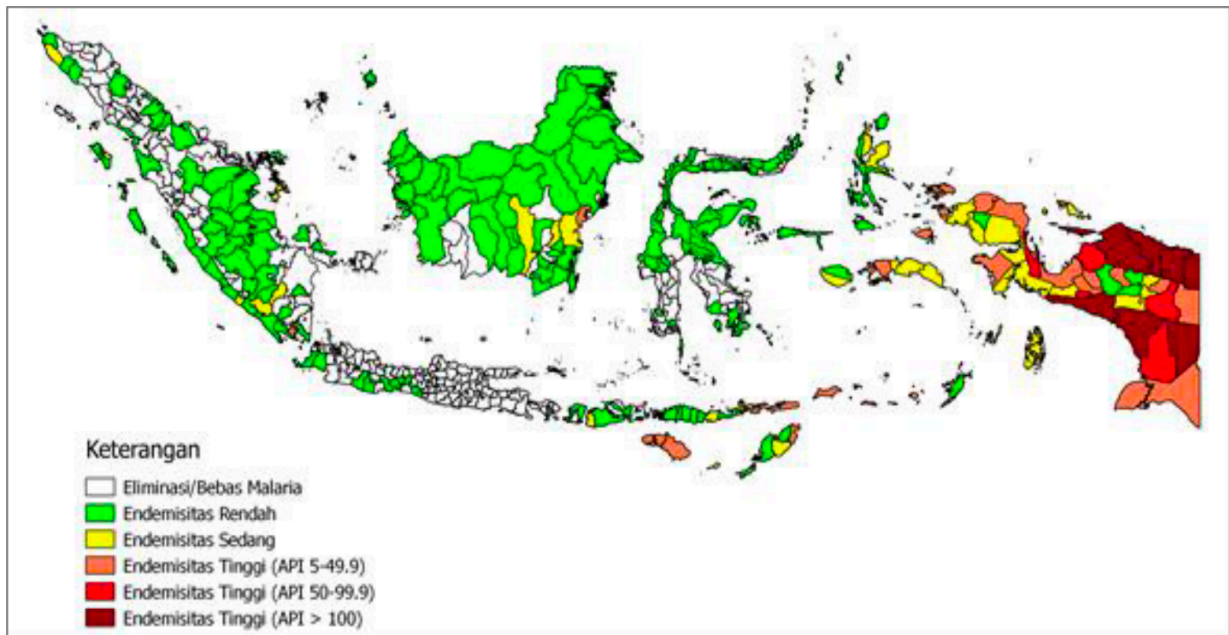 Keterangan
Eliminasi/Bebas Malaria
Endemisitas Rendah
Endemisitas Sedang
Endemisitas Tinggi (API 5-49.9)
Endemisitas Tinggi (API 50-99.9)
Endemisitas Tinggi (API > 100)